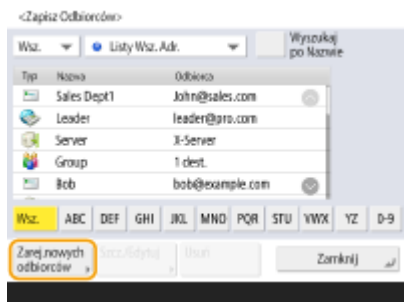 <Zapisz Odbiorców>
Wsz. Listy Wsz. Adr. Wyszukaj
po Nazwie
Typ Nazwa Odbiorca
Sales Dept1 John@sales.com
Leader leader@pro.com
Server X-Server
Group 1 dest.
Bob bob@example.com
Wsz. ABC DEF GHI JKL MNO PQR STU VWX YZ 0-9
Zarej.nowych Szcz./Edytuj Usuń Zamknij
odbiorców